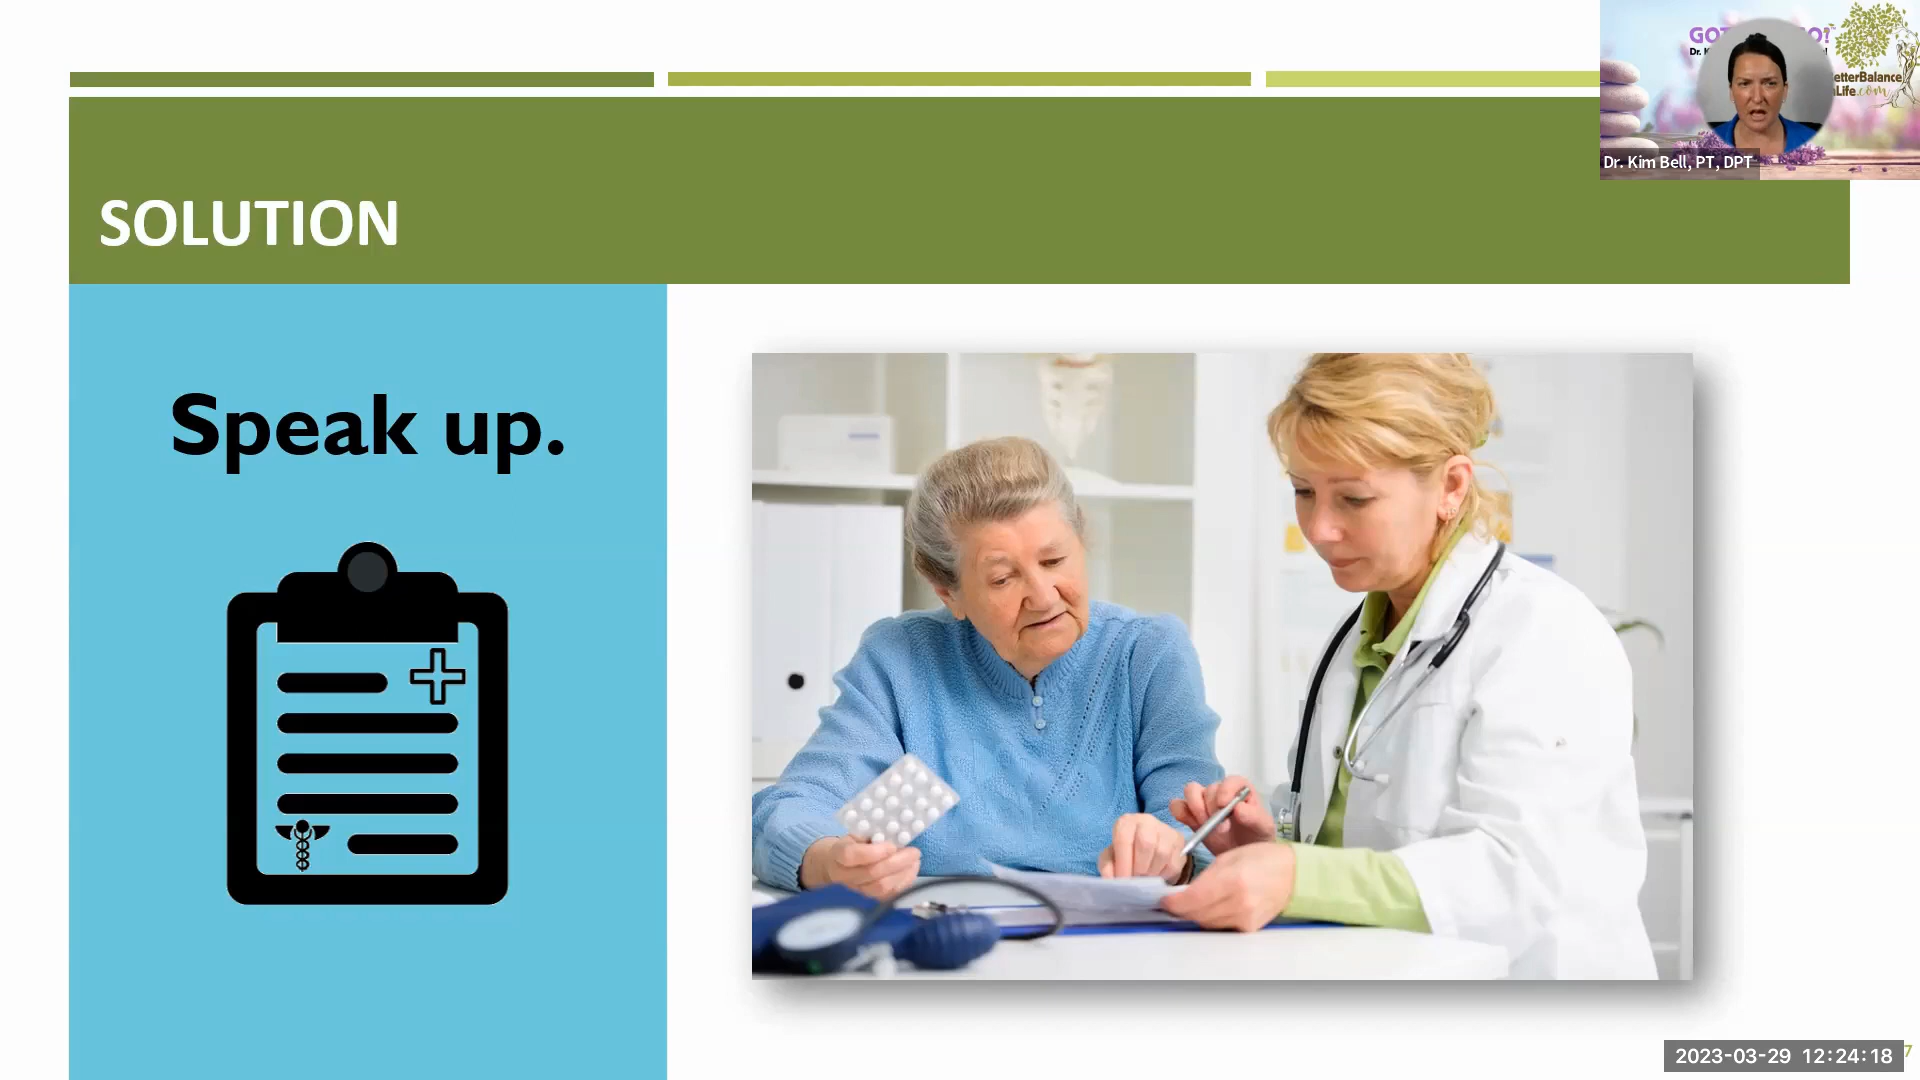 SOLUTION
Speak up.
Dr. Kim Bell, PT, DPT
2023-03-29 12:24:18